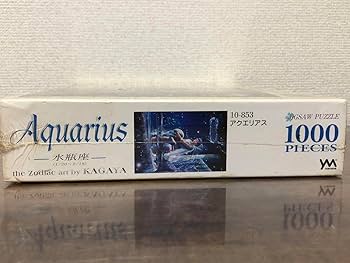 Aquarius
水瓶座
the Zodiac art by KAGAYA
10-853
アクエリアス
JIGSAW PUZZLE
1000
PIECES